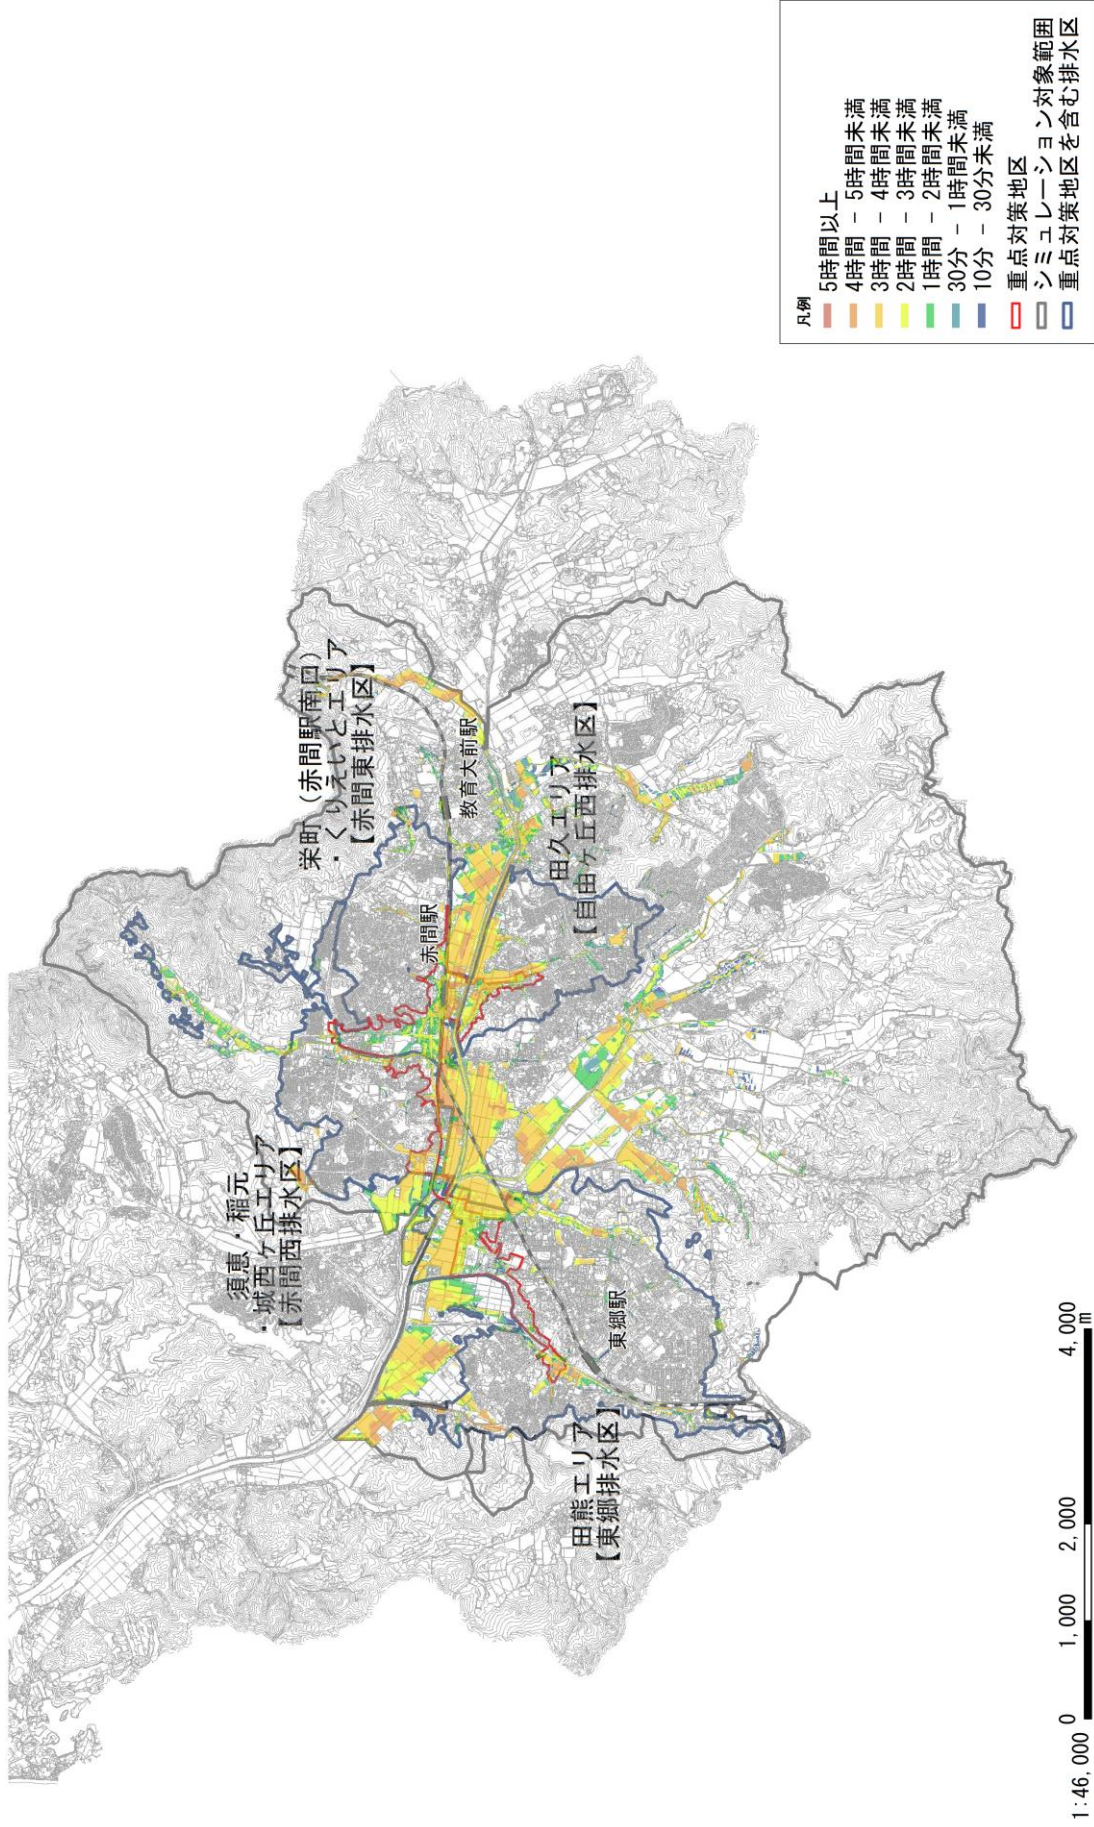 栄町（赤間駅南口）
・くりえいとエリア
【赤間東排水区】
教育大前駅
赤間駅
田久エリア
【自由ヶ丘西排水区】
須恵・稲元
・城西ヶ丘エリア
【赤間西排水区】
東郷駅
田熊エリア
【東郷排水区】
凡例
5時間以上
4時間 - 5時間未満
3時間 - 4時間未満
2時間 - 3時間未満
1時間 - 2時間未満
30分 - 1時間未満
10分 - 30分未満
重点対策地区
シミュレーション対象範囲
重点対策地区を含む排水区
1:46,000
0 1,000 2,000 4,000
m